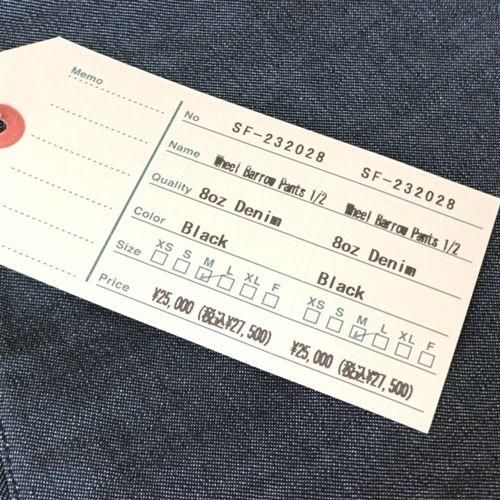 Memo
No SF-232028 SF-232028
Name Wheel Barrow Pants 1/2 Wheel Barrow Pants 1/2
Quality 8oz Denim 8oz Denim
Color Black Black
Size XS S M L XL F XS S M L XL F
Price ¥25,000 (税込¥27,500) ¥25,000 (税込¥27,500)